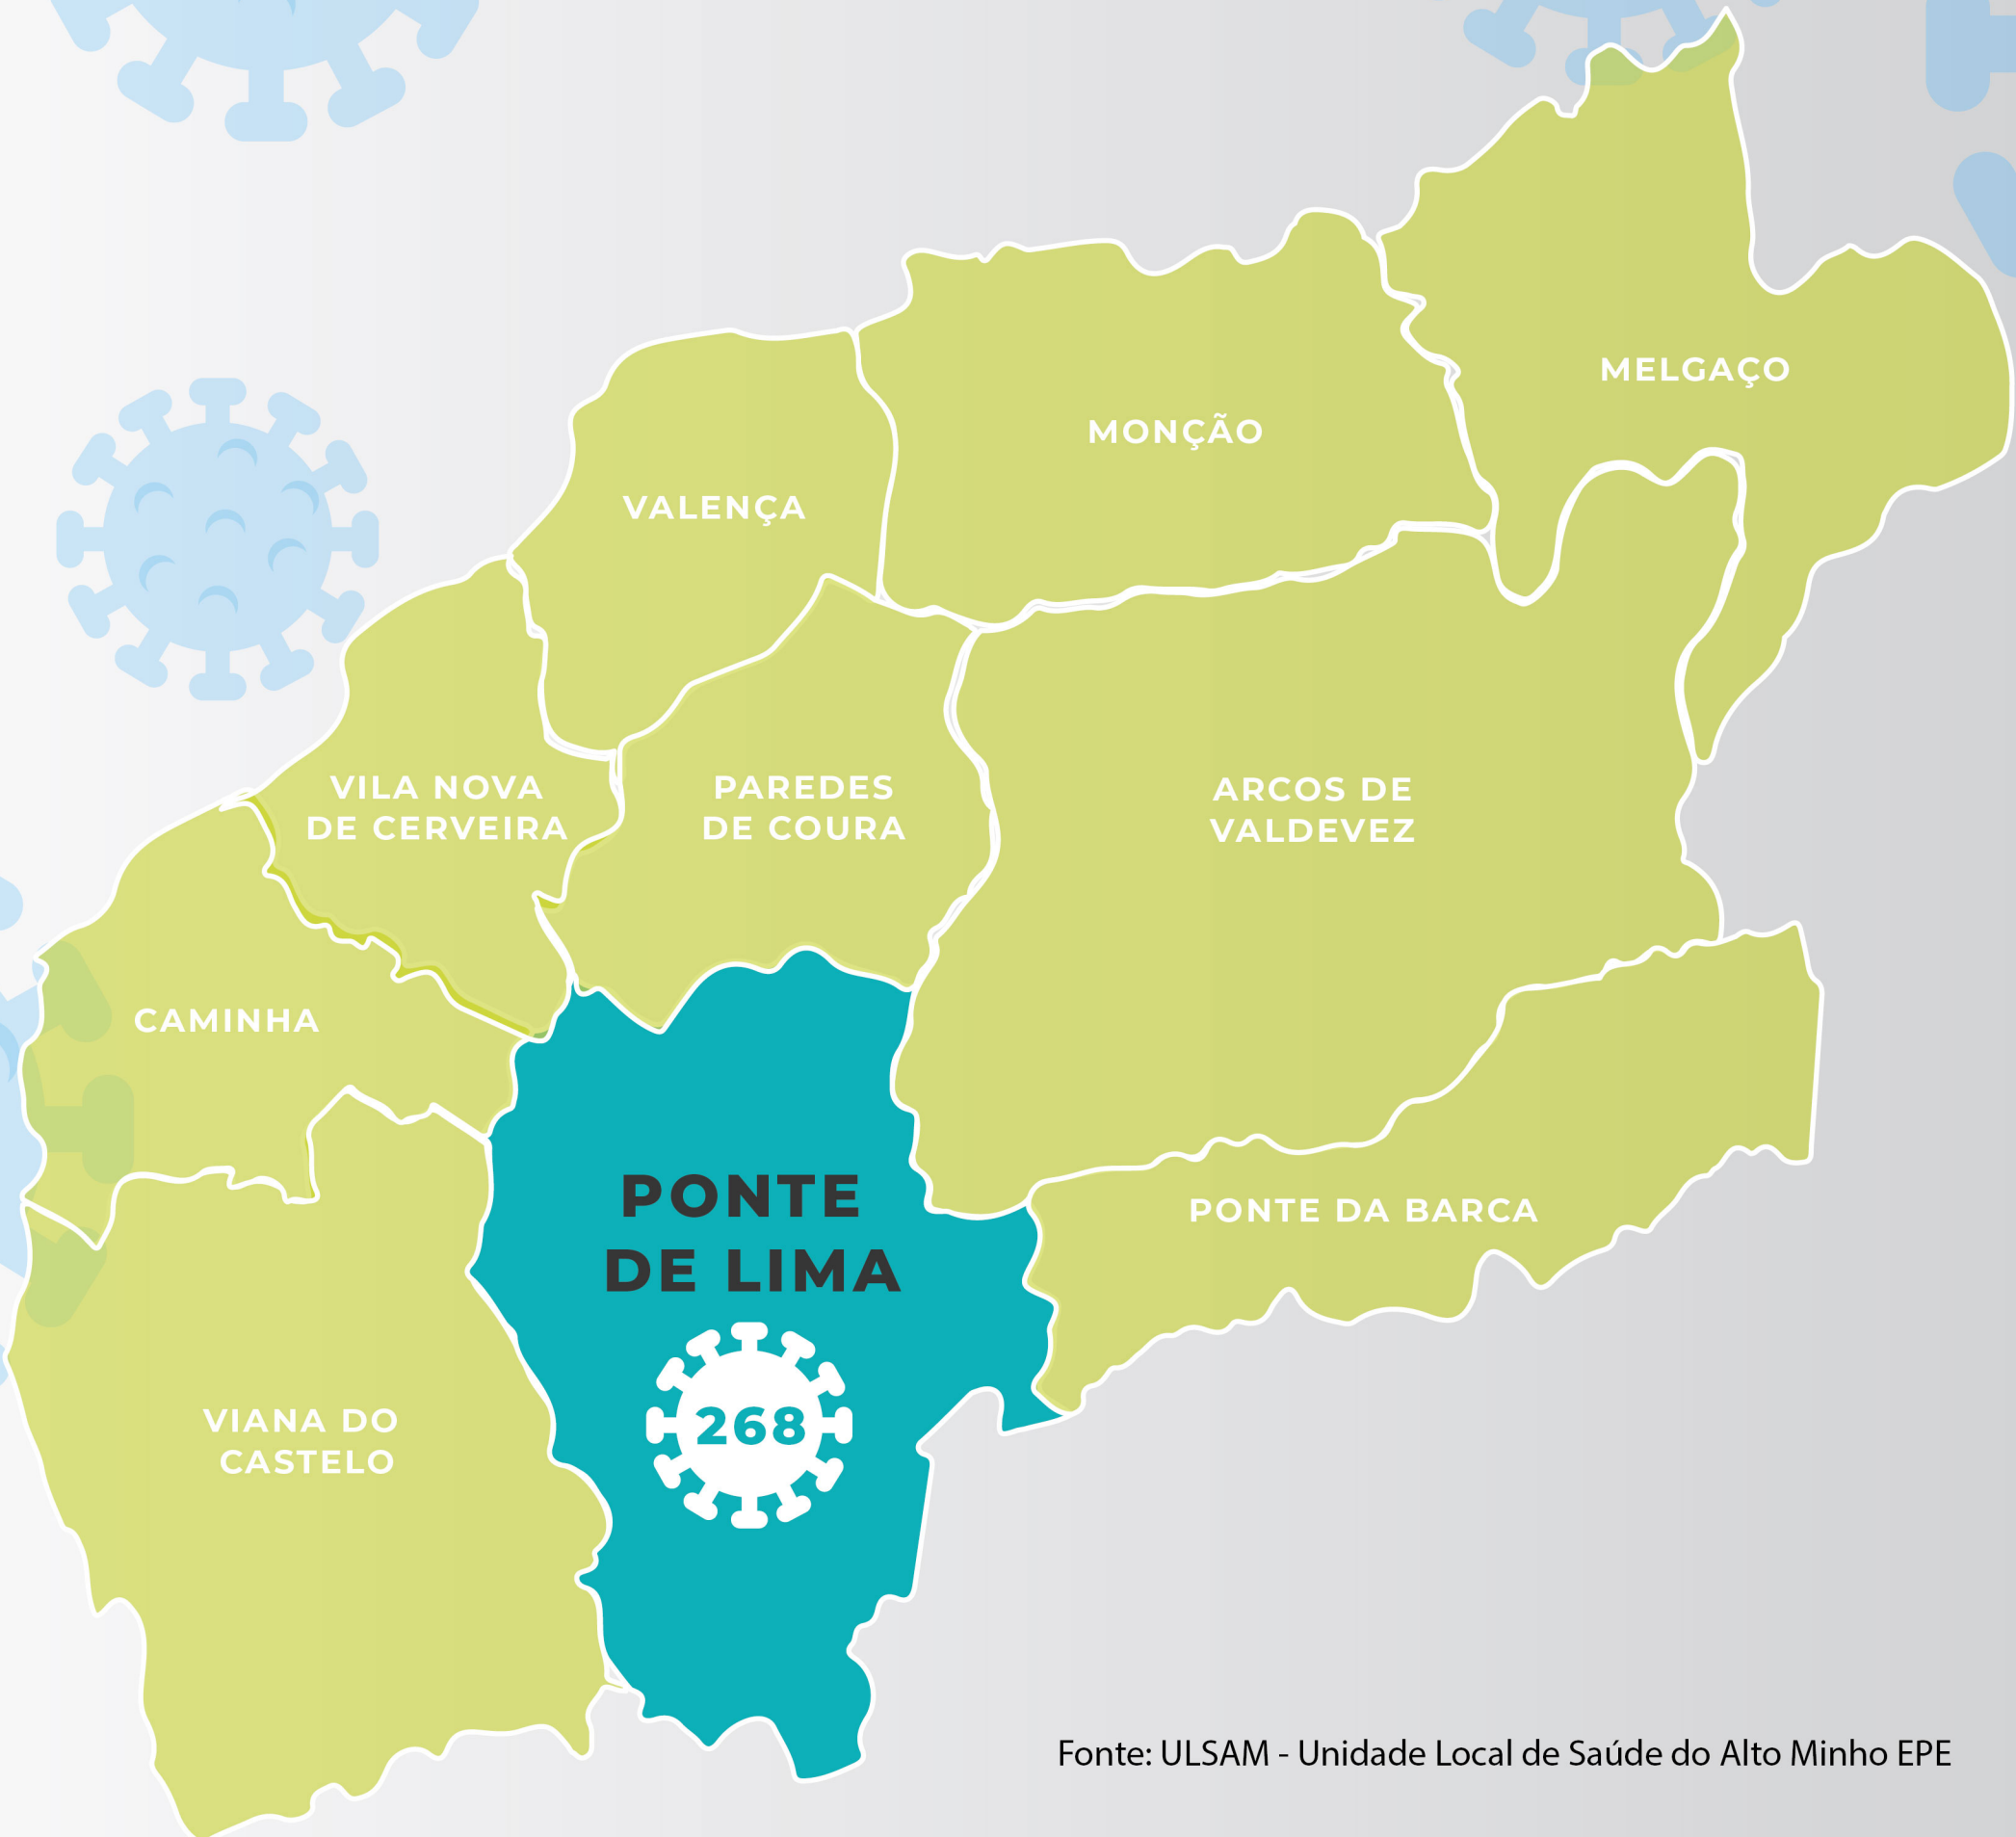 MELGAÇO
MONÇÃO
VALENÇA
VILA NOVA
DE CERVEIRA
PAREDES
DE COURA
ARCOS DE
VALDEVEZ
CAMINHA
PONTE
DE LIMA
268
PONTE DA BARCA
VIANA DO
CASTELO
Fonte: ULSAM - Unidade Local de Saúde do Alto Minho EPE